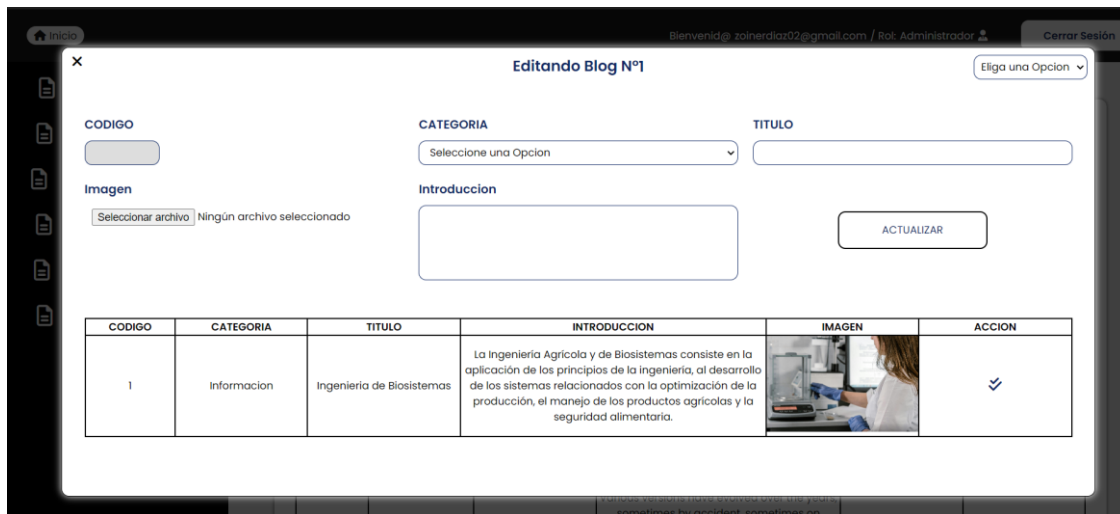 Inicio
Bienvenid@ zoinerdiaz02@gmail.com / Rol: Administrador
Cerrar Sesión
×
Editando Blog N°1
Eliga una Opcion
CODIGO
CATEGORIA
TITULO
Seleccione una Opcion
Imagen
Introduccion
Seleccionar archivo Ningún archivo seleccionado
ACTUALIZAR
CODIGO CATEGORIA TITULO INTRODUCCION IMAGEN ACCION
1 Informacion Ingenieria de Biosistemas
La Ingeniería Agrícola y de Biosistemas consiste en la
aplicación de los principios de la ingeniería, al desarrollo
de los sistemas relacionados con la optimización de la
producción, el manejo de los productos agrícolas y la
seguridad alimentaria.
various versions have evolved over the years,
sometimes by accident, sometimes on